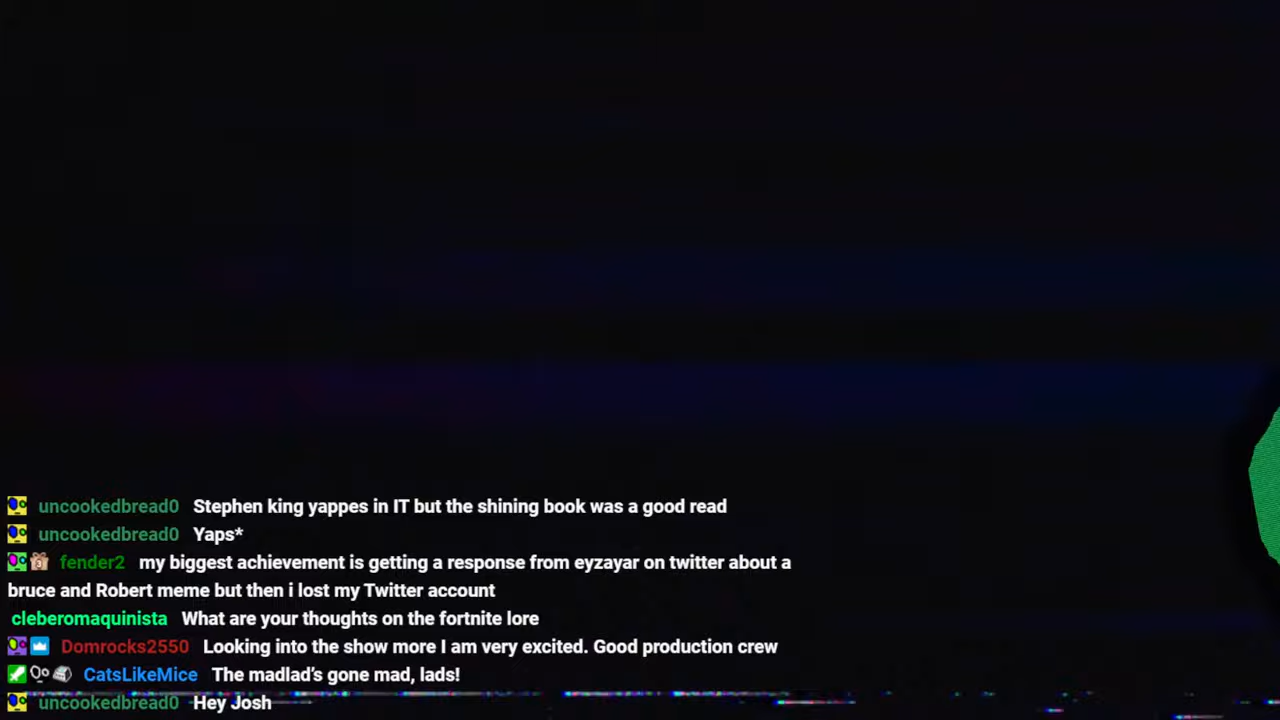 uncookedbread0 Stephen king yappes in IT but the shining book was a good read
uncookedbread0 Yaps*
fender2 my biggest achievement is getting a response from eyzayar on twitter about a
bruce and Robert meme but then i lost my Twitter account
cleberomaquinista What are your thoughts on the fortnite lore
Domrocks2550 Looking into the show more I am very excited. Good production crew
CatsLikeMice The madlad’s gone mad, lads!
uncookedbread0 Hey Josh